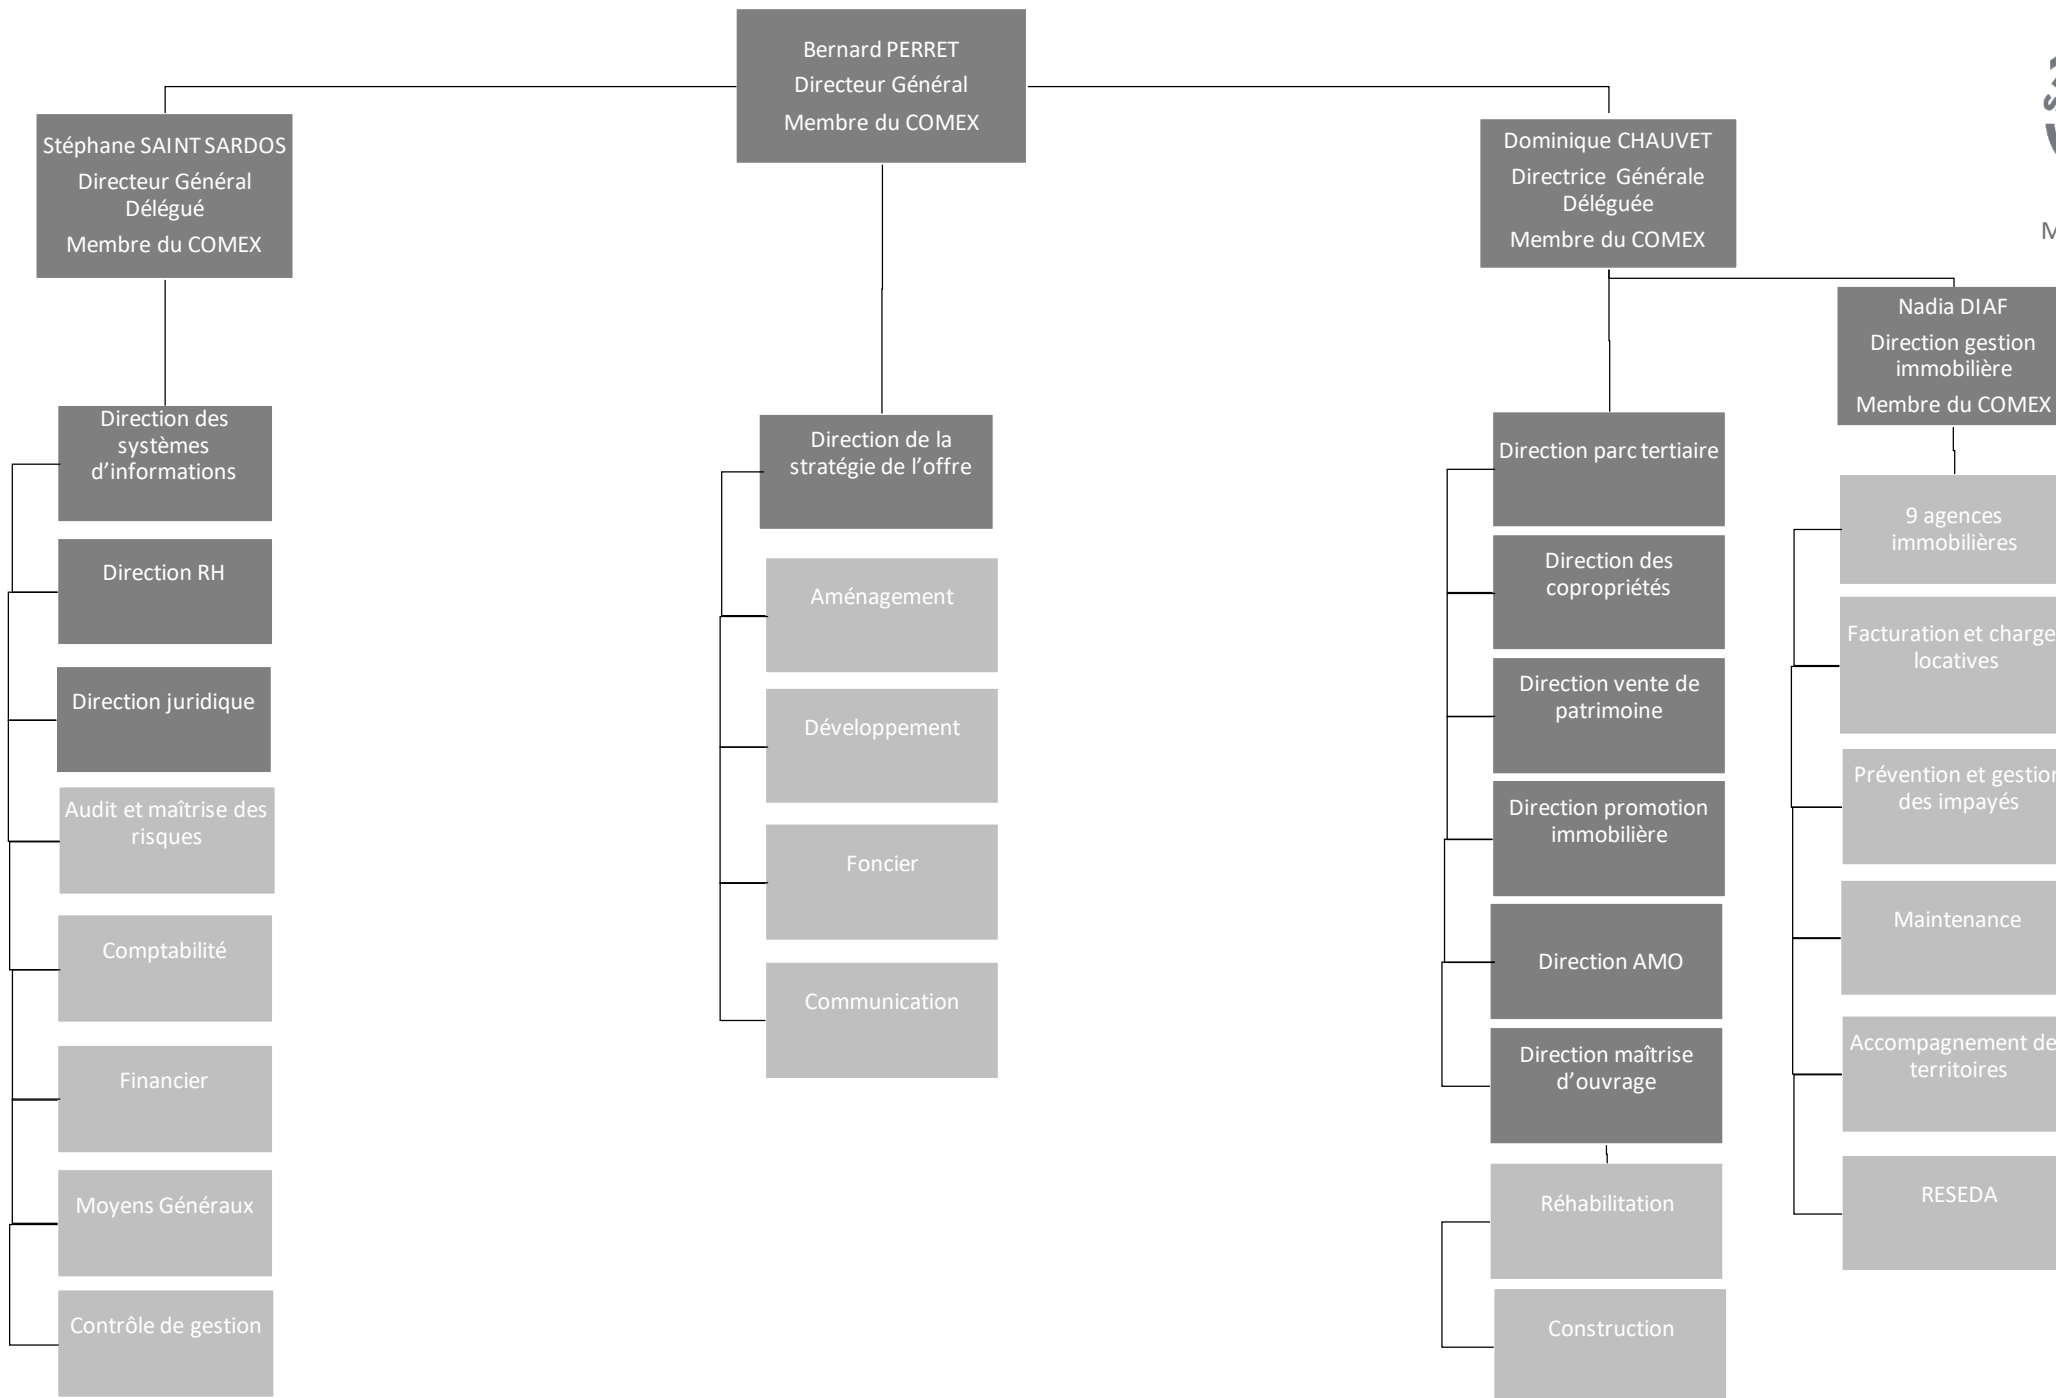 Bernard PERRET
Directeur Général
Membre du COMEX
Stéphane SAINT SARDOS
Directeur Général
Délégué
Membre du COMEX
Direction des
systèmes
d'informations
Direction RH
Direction juridique
Audit et maîtrise des
risques
Comptabilité
Financier
Moyens Généraux
Contrôle de gestion
Direction de la
stratégie de l'offre
Aménagement
Développement
Foncier
Communication
Dominique CHAUVET
Directrice Générale
Déléguée
Membre du COMEX
Direction parc tertiaire
Direction des
copropriétés
Direction vente de
patrimoine
Direction promotion
immobilière
Direction AMO
Direction maîtrise
d'ouvrage
Réhabilitation
Construction
Nadia DIAF
Direction gestion
immobilière
Membre du COMEX
9 agences
immobilières
Facturation et charge
locatives
Prévention et gestion
des impayés
Maintenance
Accompagnement de
territoires
RESEDA
M